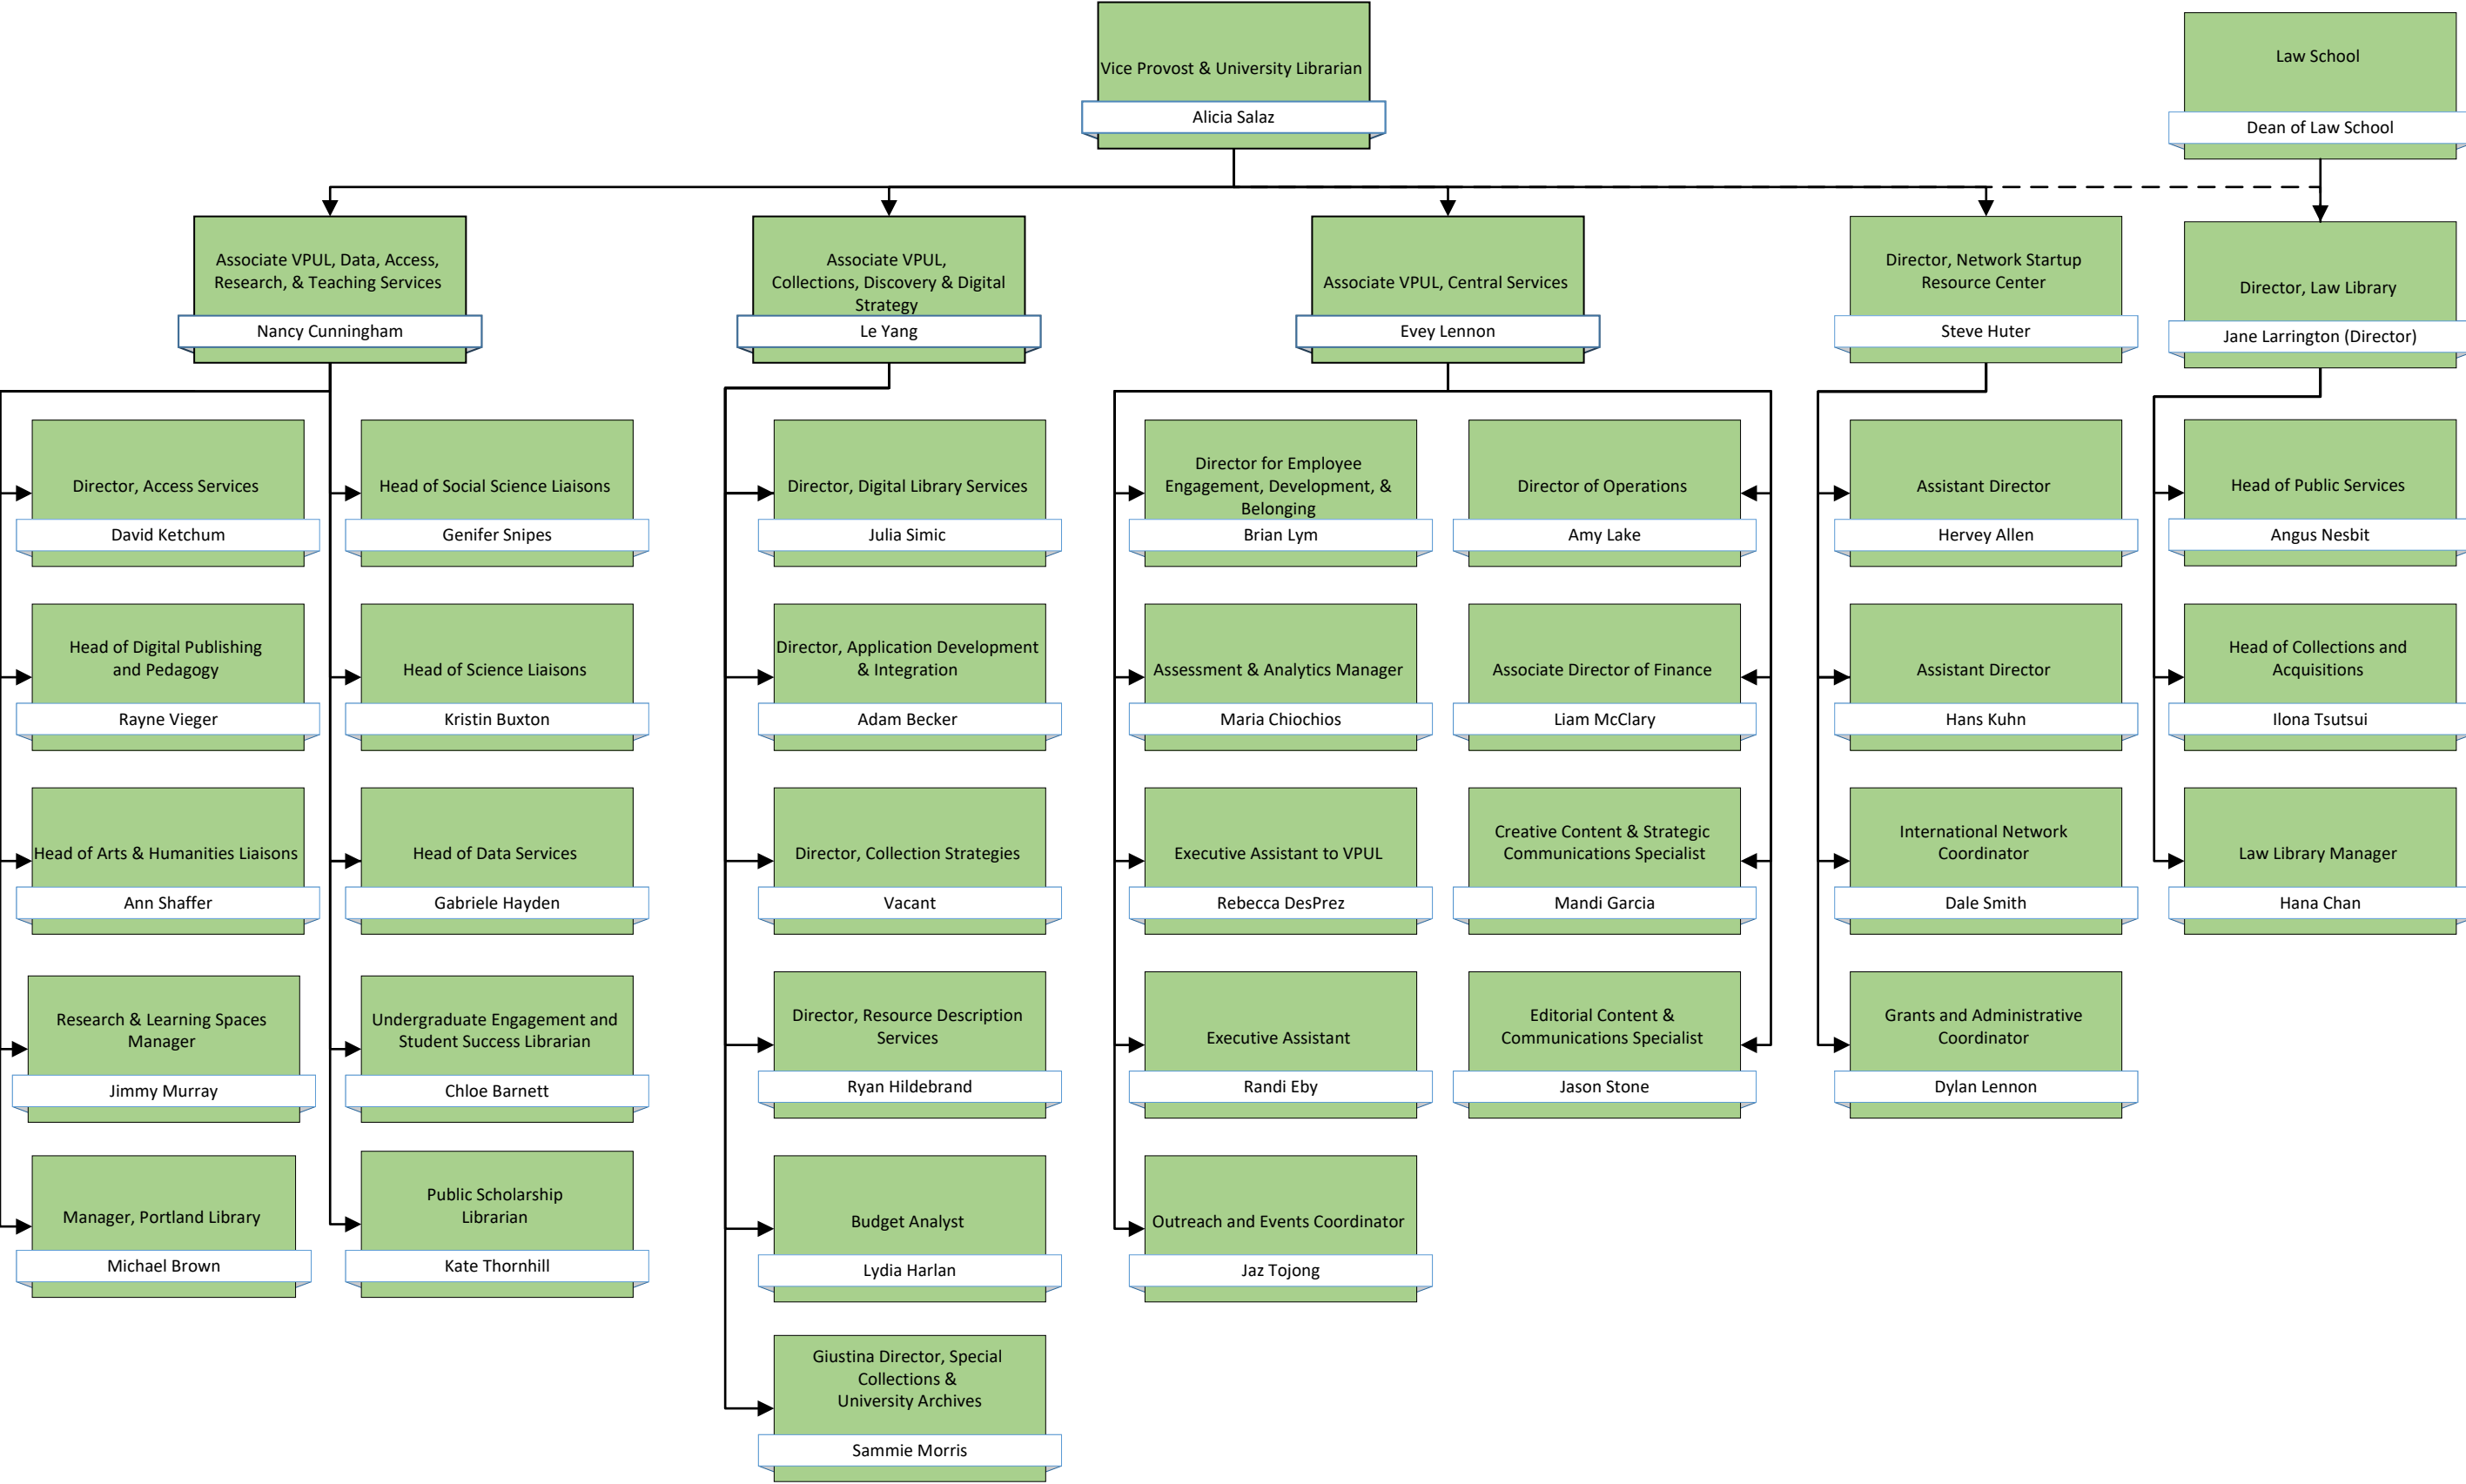 Vice Provost & University Librarian
Alicia Salaz
Law School
Dean of Law School
Associate VPUL, Data, Access,
Research, & Teaching Services
Nancy Cunningham
Associate VPUL,
Collections, Discovery & Digital
Strategy
Le Yang
Associate VPUL, Central Services
Evey Lennon
Director, Network Startup
Resource Center
Steve Huter
Director, Law Library
Jane Larrington (Director)
Director, Access Services
David Ketchum
Head of Social Science Liaisons
Genifer Snipes
Director, Digital Library Services
Julia Simic
Director for Employee
Engagement, Development, &
Belonging
Brian Lym
Director of Operations
Amy Lake
Assistant Director
Hervey Allen
Head of Public Services
Angus Nesbit
Head of Digital Publishing
and Pedagogy
Rayne Vieger
Head of Science Liaisons
Kristin Buxton
Director, Application Development
& Integration
Adam Becker
Assessment & Analytics Manager
Maria Chiochios
Associate Director of Finance
Liam McClary
Assistant Director
Hans Kuhn
Head of Collections and
Acquisitions
Ilona Tsutsui
Head of Arts & Humanities Liaisons
Ann Shaffer
Head of Data Services
Gabriele Hayden
Director, Collection Strategies
Vacant
Executive Assistant to VPUL
Rebecca DesPrez
Creative Content & Strategic
Communications Specialist
Mandi Garcia
International Network
Coordinator
Dale Smith
Law Library Manager
Hana Chan
Research & Learning Spaces
Manager
Jimmy Murray
Undergraduate Engagement and
Student Success Librarian
Chloe Barnett
Director, Resource Description
Services
Ryan Hildebrand
Executive Assistant
Randi Eby
Editorial Content &
Communications Specialist
Jason Stone
Grants and Administrative
Coordinator
Dylan Lennon
Manager, Portland Library
Michael Brown
Public Scholarship
Librarian
Kate Thornhill
Budget Analyst
Lydia Harlan
Outreach and Events Coordinator
Jaz Tojong
Giustina Director, Special
Collections &
University Archives
Sammie Morris